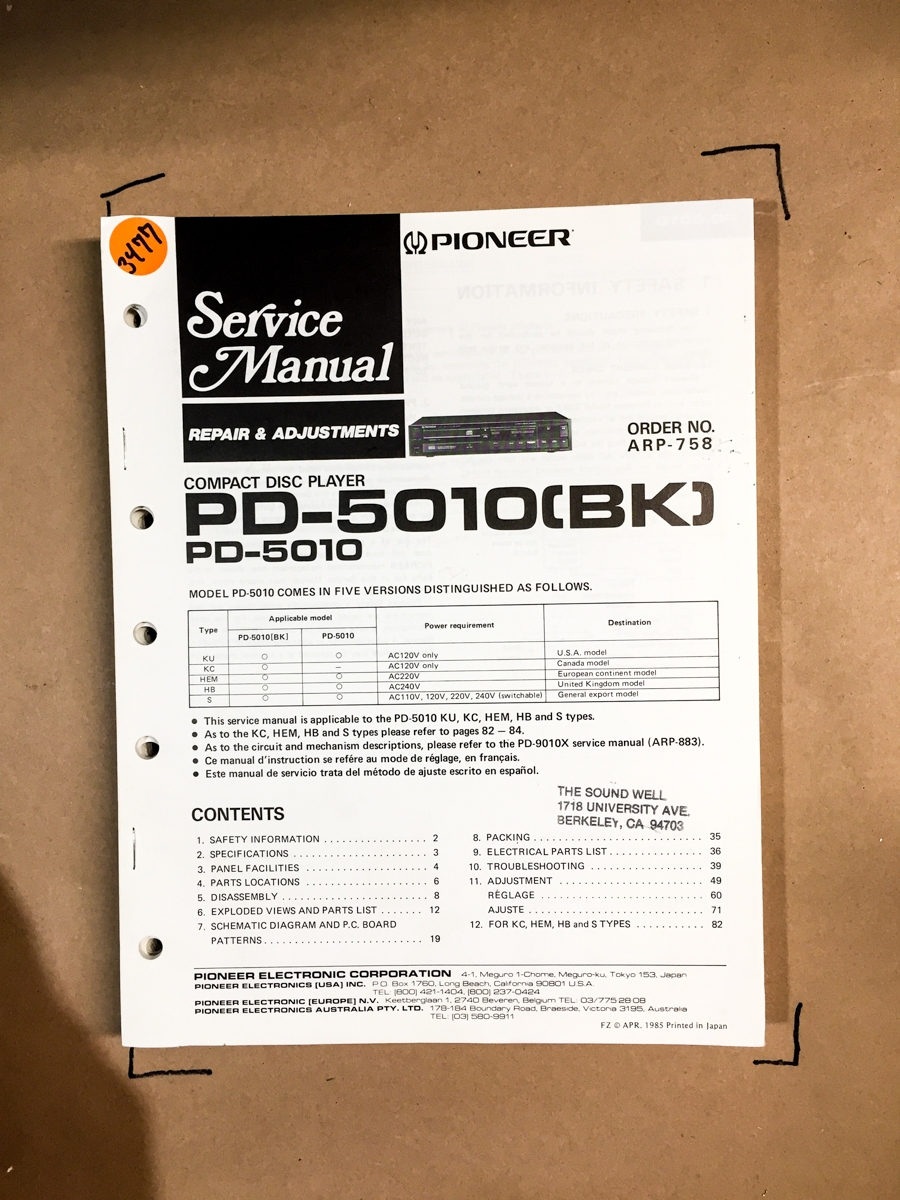 3477
PIONEER
Service
Manual
REPAIR & ADJUSTMENTS
ORDER NO.
ARP-758
COMPACT DISC PLAYER
PD-5010(BK)
PD-5010
MODEL PD-5010 COMES IN FIVE VERSIONS DISTINGUISHED AS FOLLOWS.
Type Applicable model Power requirement Destination
PD-5010[BK] PD-5010
KU ○ ○ AC120V only U.S.A. model
KC ○ – AC120V only Canada model
HEM ○ ○ AC220V European continent model
HB ○ ○ AC240V United Kingdom model
S ○ ○ AC110V, 120V, 220V, 240V (switchable) General export model
● This service manual is applicable to the PD-5010 KU, KC, HEM, HB and S types.
● As to the KC, HEM, HB and S types please refer to pages 82 – 84.
● As to the circuit and mechanism descriptions, please refer to the PD-9010X service manual (ARP-883).
● Ce manual d'instruction se refére au mode de réglage, en français.
● Este manual de servicio trata del método de ajuste escrito en español.
THE SOUND WELL
1718 UNIVERSITY AVE.
BERKELEY, CA 94703
CONTENTS
1. SAFETY INFORMATION . . . . . . . . . . . . . . . . . 2
2. SPECIFICATIONS . . . . . . . . . . . . . . . . . . . . . . 3
3. PANEL FACILITIES . . . . . . . . . . . . . . . . . . . . 4
4. PARTS LOCATIONS . . . . . . . . . . . . . . . . . . . . 6
5. DISASSEMBLY . . . . . . . . . . . . . . . . . . . . . . . . 8
6. EXPLODED VIEWS AND PARTS LIST . . . . . . . 12
7. SCHEMATIC DIAGRAM AND P.C. BOARD
PATTERNS . . . . . . . . . . . . . . . . . . . . . . . . . . 19
8. PACKING . . . . . . . . . . . . . . . . . . . . . . . . . . . . 35
9. ELECTRICAL PARTS LIST . . . . . . . . . . . . . . . 36
10. TROUBLESHOOTING . . . . . . . . . . . . . . . . . . . 39
11. ADJUSTMENT . . . . . . . . . . . . . . . . . . . . . . . . 49
RÉGLAGE . . . . . . . . . . . . . . . . . . . . . . . . . . . 60
AJUSTE . . . . . . . . . . . . . . . . . . . . . . . . . . . . . 71
12. FOR KC, HEM, HB and S TYPES . . . . . . . . . . . 82
PIONEER ELECTRONIC CORPORATION 4-1, Meguro 1-Chome, Meguro-ku, Tokyo 153, Japan
PIONEER ELECTRONICS [USA] INC. P.O. Box 1760, Long Beach, California 90801 U.S.A.
TEL: [800] 421-1404, [800] 237-0424
PIONEER ELECTRONIC [EUROPE] N.V. Keetberglaan 1, 2740 Beveren, Belgium TEL: 03/775 28 08
PIONEER ELECTRONICS AUSTRALIA PTY. LTD. 178-184 Boundary Road, Braeside, Victoria 3195, Australia
TEL: [03] 580-9911
FZ © APR. 1985 Printed in Japan